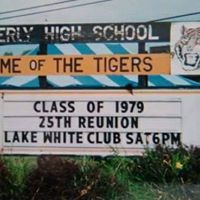 ERLY HIGH SCHOOL
ME OF THE TIGERS
CLASS OF 1979
25TH REUNION
LAKE WHITE CLUB SAT6PM